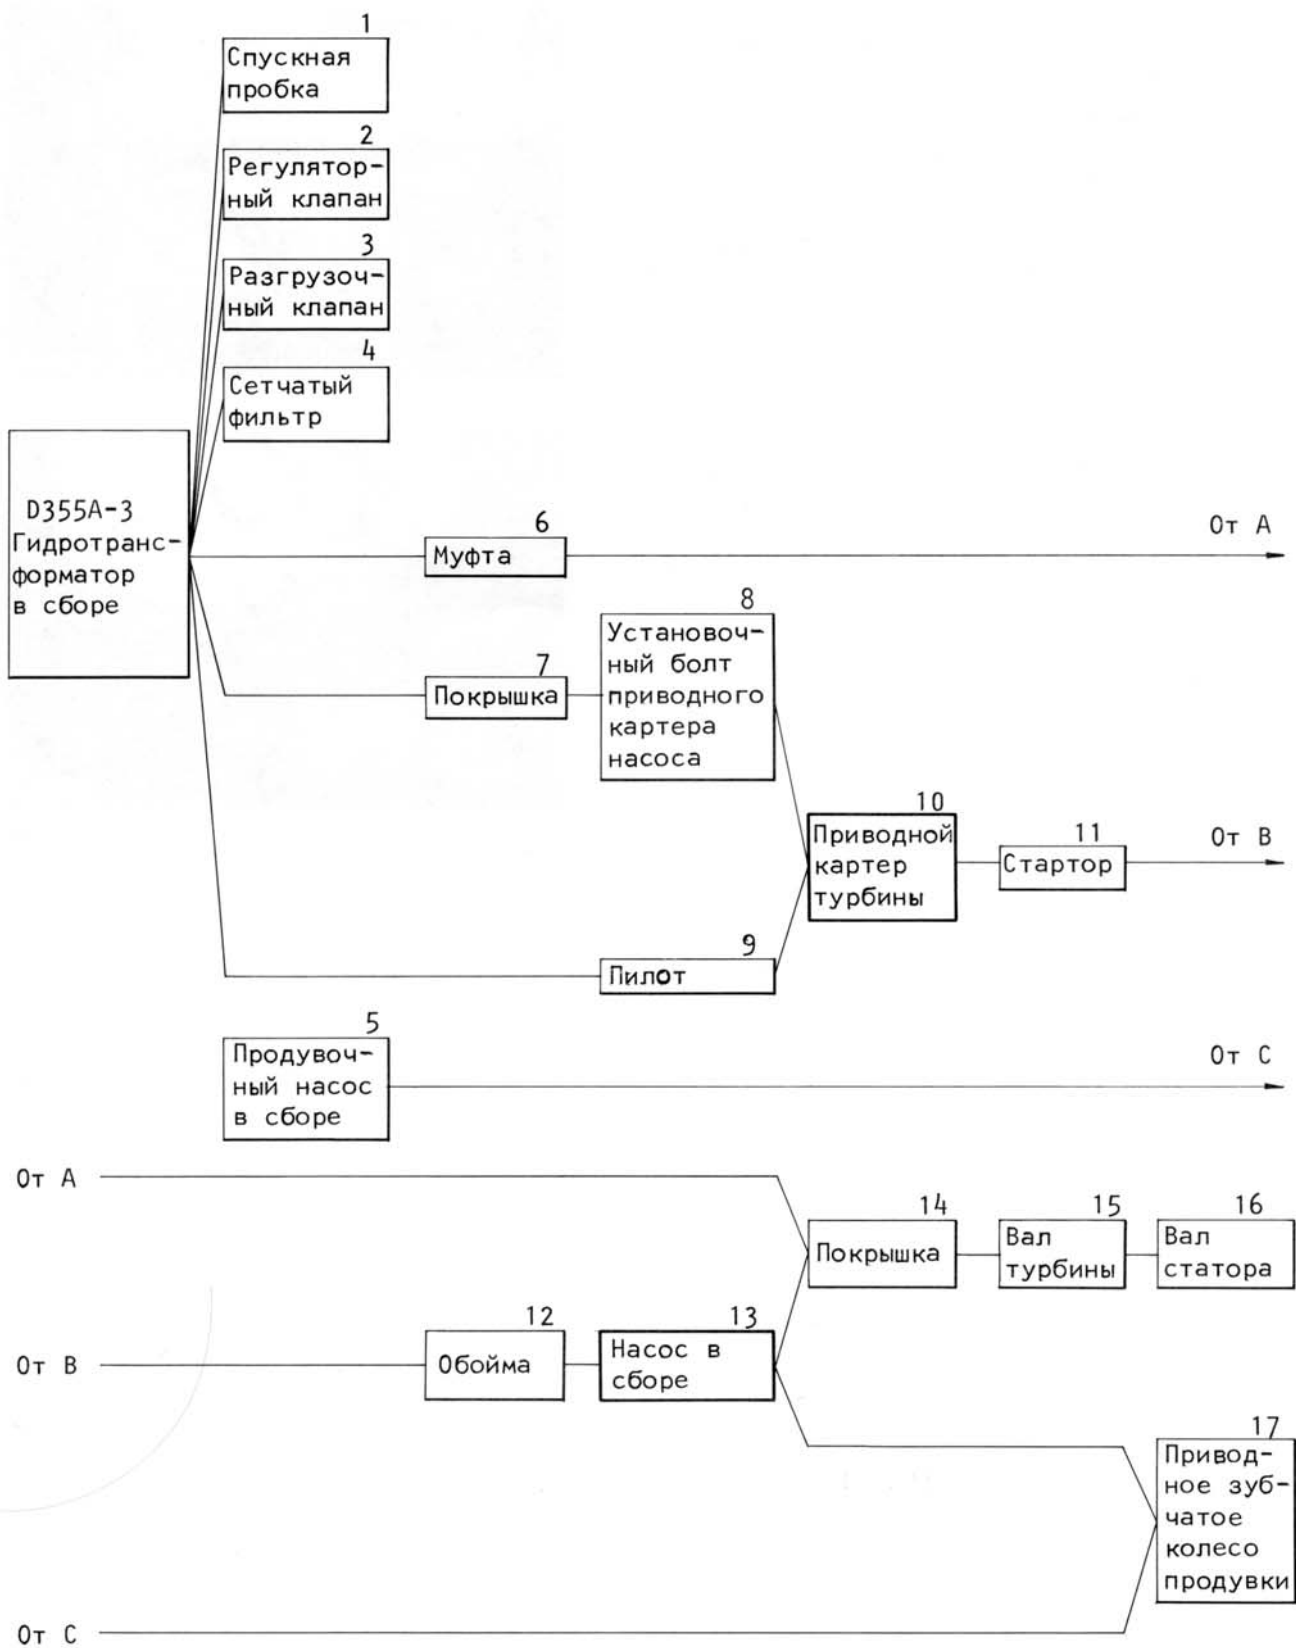 1
Спускная
пробка
2
Регулятор-
ный клапан
3
Разгрузоч-
ный клапан
4
Сетчатый
фильтр
D355A-3
Гидротранс-
форматор
в сборе
6
Муфта
От А
7
Покрышка
8
Установоч-
ный болт
приводного
картера
насоса
9
Пилот
10
Приводной
картер
турбины
11
Стартор
От В
5
Продувоч-
ный насос
в сборе
От С
От А
14
Покрышка
15
Вал
турбины
16
Вал
статора
От В
12
Обойма
13
Насос в
сборе
17
Привод-
ное зуб-
чатое
колесо
продувки
От С